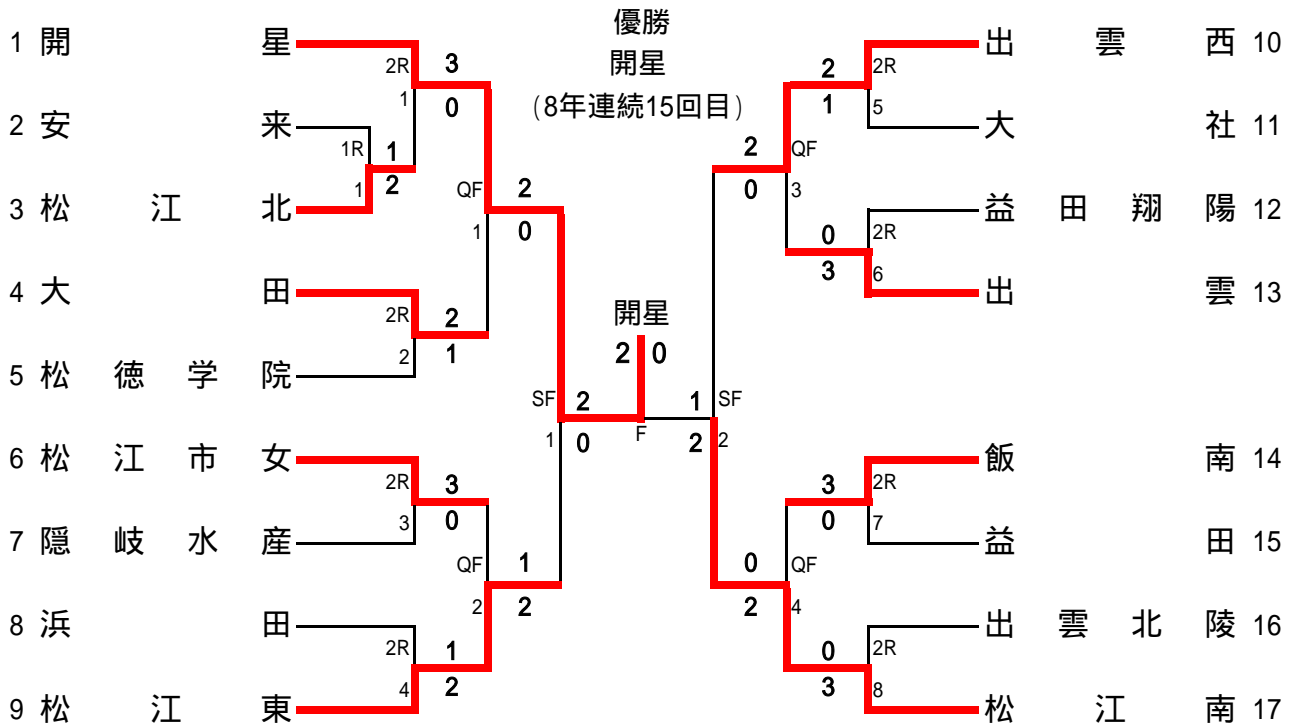 優勝
開星
(8年連続15回目)
1 開星
2 安来
3 松江北
4 大田
5 松徳学院
6 松江市女
7 隠岐水産
8 浜田
9 松江東
2R 3
1 0
1R 1
1 2
QF 2
1 0
2R 2
2 1
SF 2
1 0
2R 3
3 0
QF 1
2 2
2R 1
4 2
開星
2 0
F
出雲西 10
大社 11
益田翔陽 12
出雲 13
飯南 14
益田 15
出雲北陵 16
松江南 17
2 2R
1 5
2 QF
0 3
0 2R
3 6
1 SF
2 2
3 2R
0 7
0 QF
2 4
0 2R
3 8